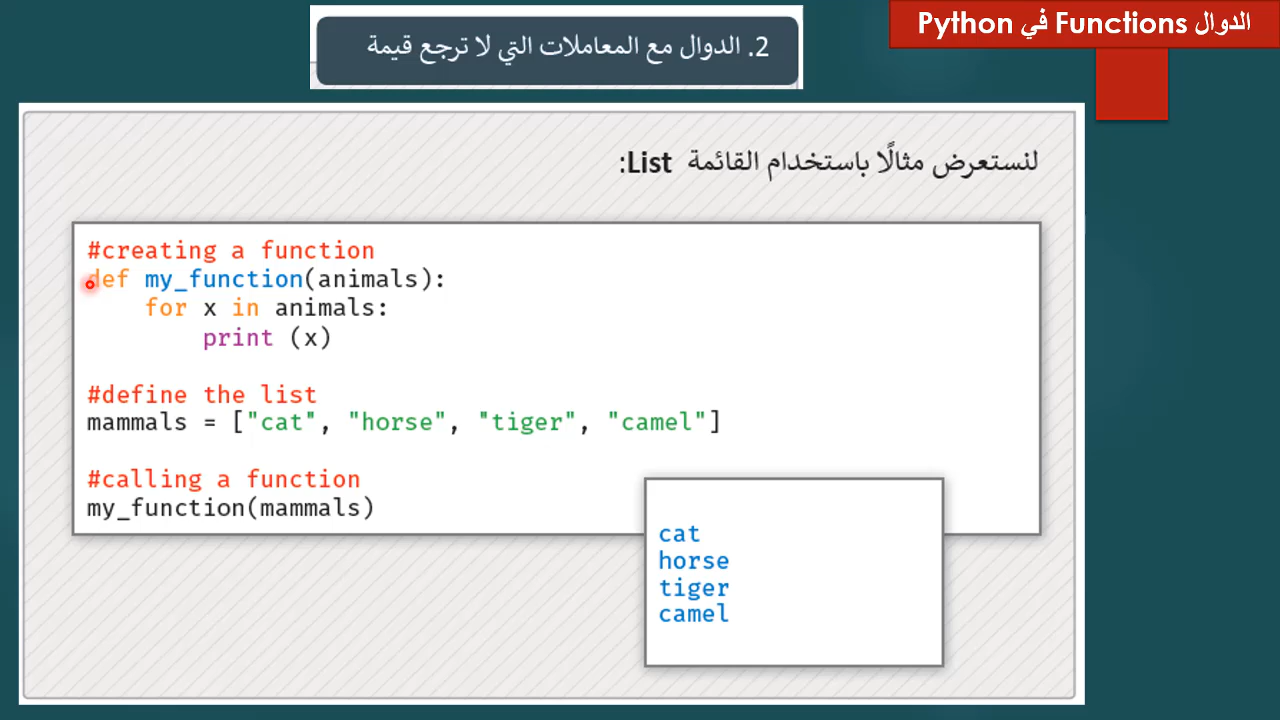 الدوال Functions في Python
2. الدوال مع المعاملات التي لا ترجع قيمة
لنستعرض مثالًا باستخدام القائمة List:
#creating a function
def my_function(animals):
    for x in animals:
        print (x)
#define the list
mammals = ["cat", "horse", "tiger", "camel"]
#calling a function
my_function(mammals)
cat
horse
tiger
camel